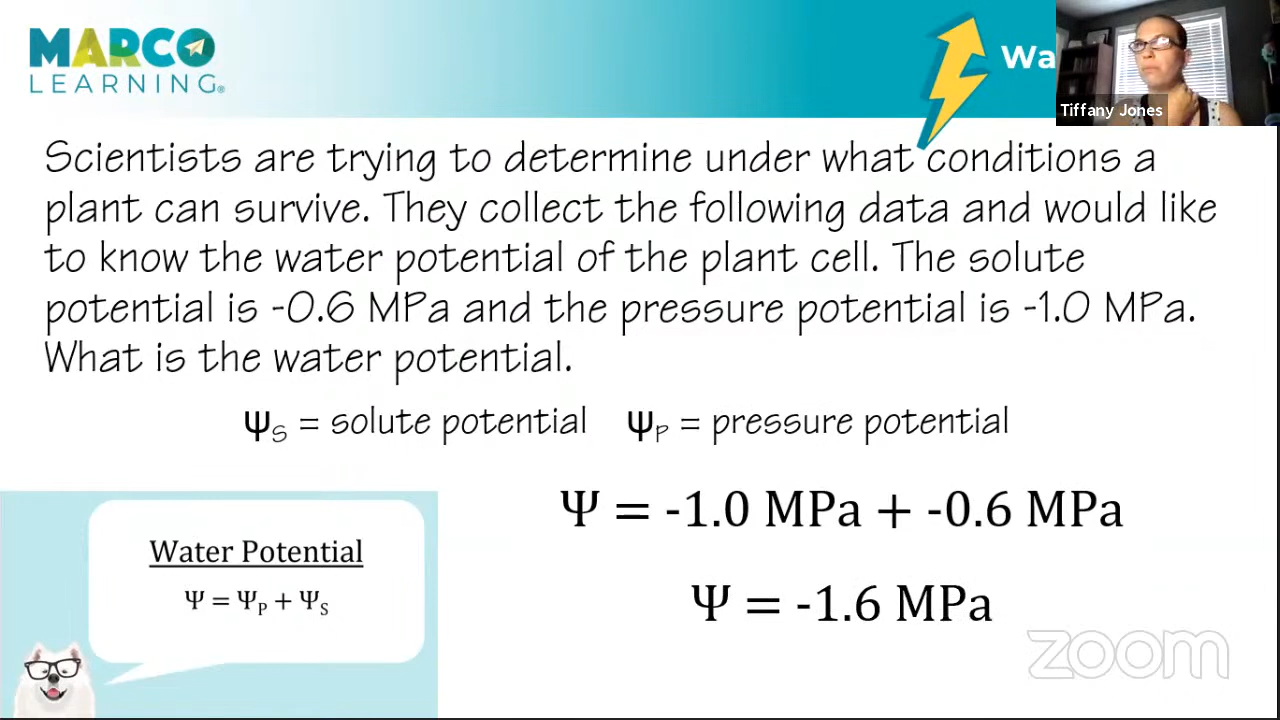 MARCO
LEARNING®
Wa
Tiffany Jones
Scientists are trying to determine under what conditions a
plant can survive. They collect the following data and would like
to know the water potential of the plant cell. The solute
potential is -0.6 MPa and the pressure potential is -1.0 MPa.
What is the water potential.
Ψs = solute potential Ψp = pressure potential
Ψ = -1.0 MPa + -0.6 MPa
Ψ = -1.6 MPa
Water Potential
Ψ = Ψp + Ψs
zoom